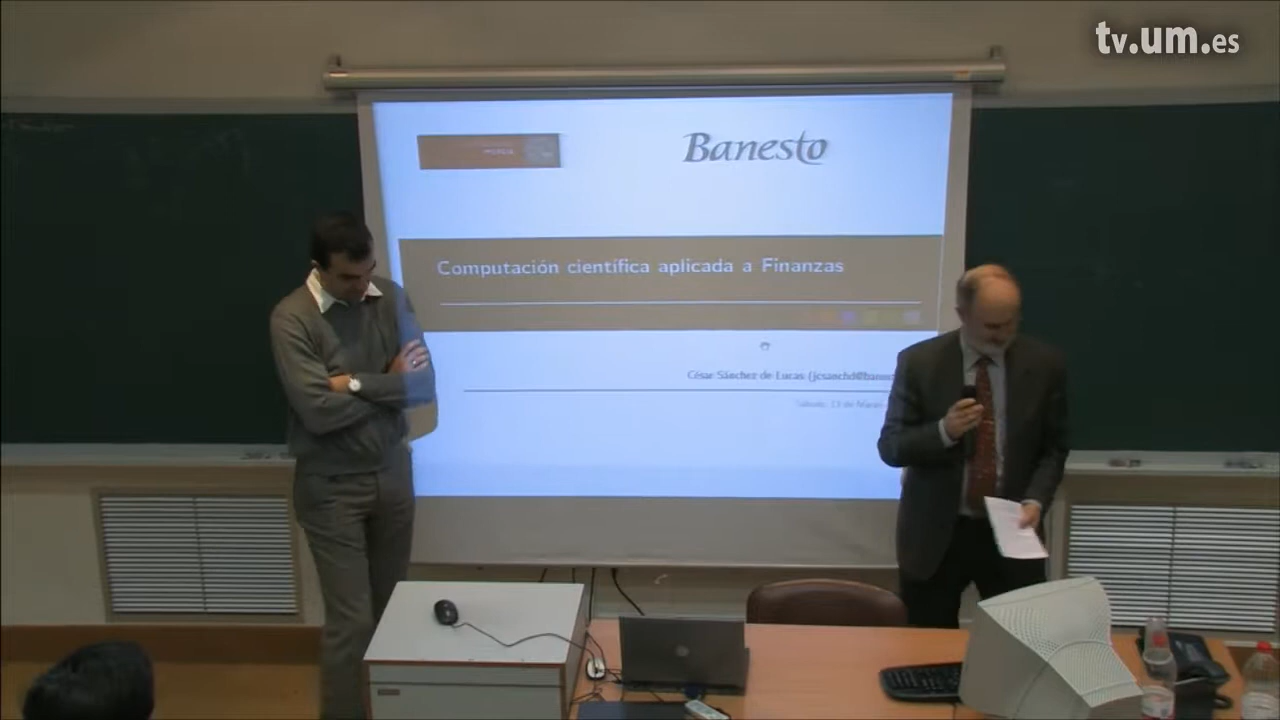 tv.um.es
Banesto
Computación científica aplicada a Finanzas
César Sánchez de Lucas